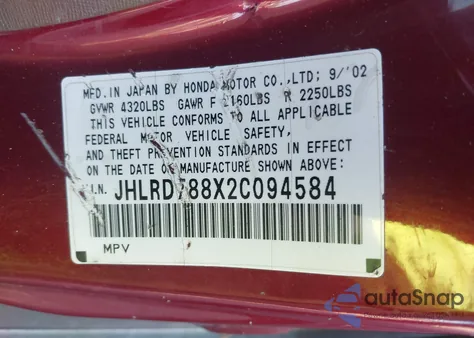 MFD. IN JAPAN BY HONDA MOTOR CO., LTD; 9/'02
GVWR 4320LBS GAWR F 2160LBS R 2250LBS
THIS VEHICLE CONFORMS TO ALL APPLICABLE
FEDERAL MOTOR VEHICLE SAFETY,
AND THEFT PREVENTION STANDARDS IN EFFECT
ON THE DATE OF MANUFACTURE SHOWN ABOVE.
JHLRD788X2C094584
MPV
autaSnap